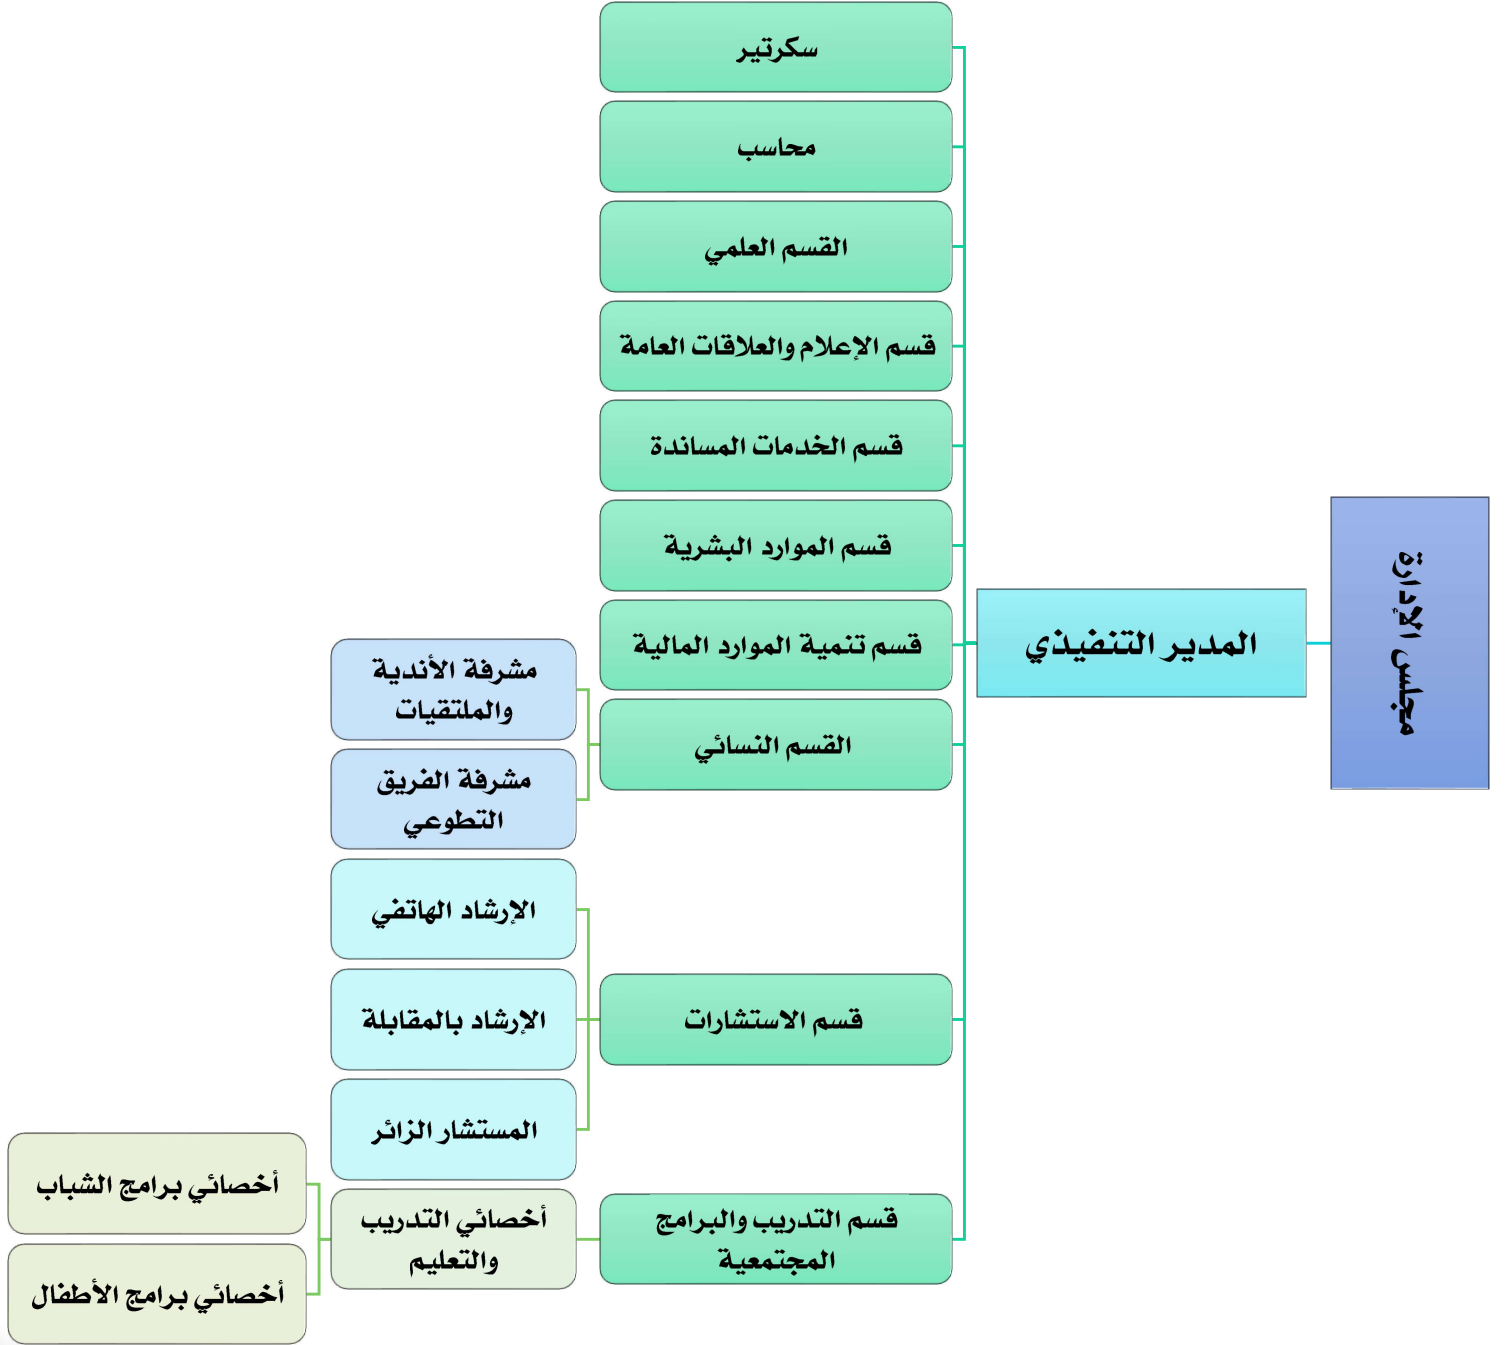 مجلس الإدارة
المدير التنفيذي
سكرتير
محاسب
القسم العلمي
قسم الإعلام والعلاقات العامة
قسم الخدمات المساندة
قسم الموارد البشرية
قسم تنمية الموارد المالية
القسم النسائي
مشرفة الأندية
والملتقيات
مشرفة الفريق
التطوعي
قسم الاستشارات
الإرشاد الهاتفي
الإرشاد بالمقابلة
المستشار الزائر
قسم التدريب والبرامج
المجتمعية
أخصائي التدريب
والتعليم
أخصائي برامج الشباب
أخصائي برامج الأطفال